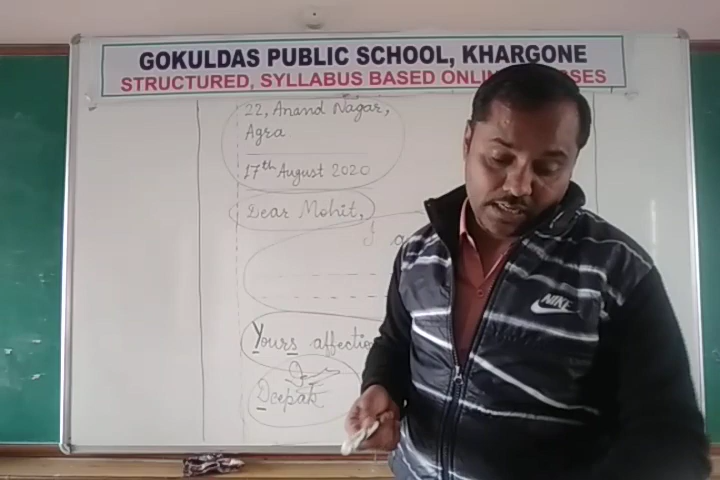 GOKULDAS PUBLIC SCHOOL, KHARGONE
STRUCTURED, SYLLABUS BASED
22, Anand Nagar,
Agra
17th August 2020
Dear Mohit,
Yours
Deepak
NIKE